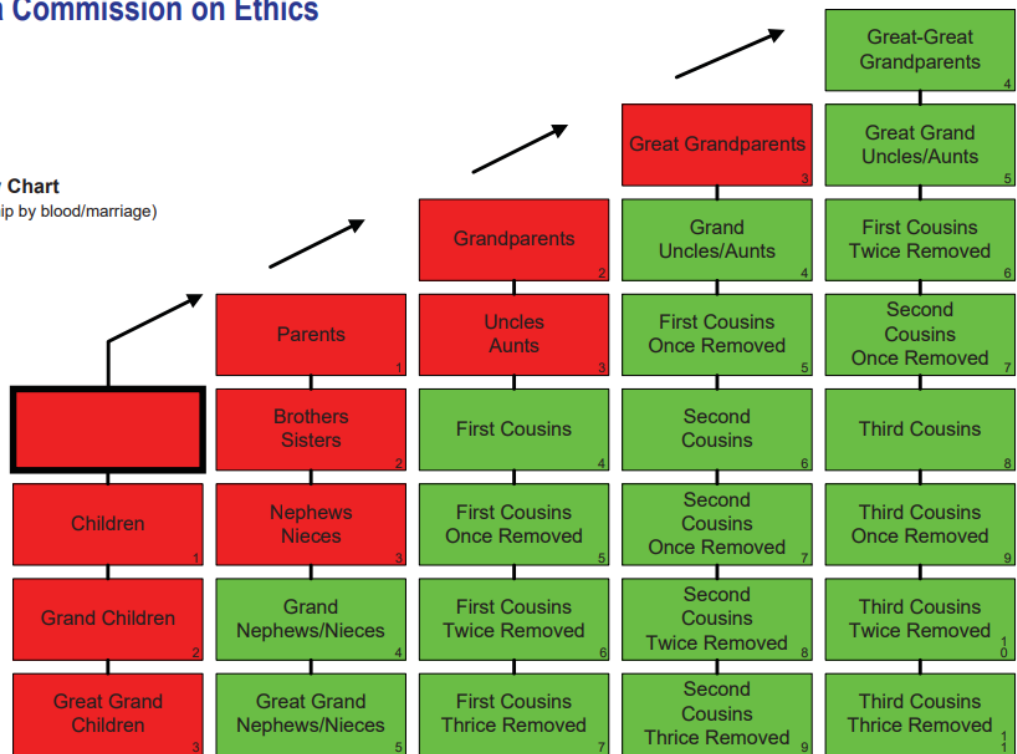 Commission on Ethics
Great-Great
Grandparents
4
Great Grandparents
3
Great Grand
Uncles/Aunts
5
Chart
by blood/marriage)
Grandparents
2
Grand
Uncles/Aunts
4
First Cousins
Twice Removed
6
Parents
1
Uncles
Aunts
3
First Cousins
Once Removed
5
Second
Cousins
Once Removed
7
Brothers
Sisters
2
First Cousins
4
Second
Cousins
6
Third Cousins
8
Children
1
Nephews
Nieces
3
First Cousins
Once Removed
5
Second
Cousins
Once Removed
7
Third Cousins
Once Removed
9
Grand Children
2
Grand
Nephews/Nieces
4
First Cousins
Twice Removed
6
Second
Cousins
Twice Removed
8
Third Cousins
Twice Removed
10
Great Grand
Children
3
Great Grand
Nephews/Nieces
5
First Cousins
Thrice Removed
7
Second
Cousins
Thrice Removed
9
Third Cousins
Thrice Removed
11